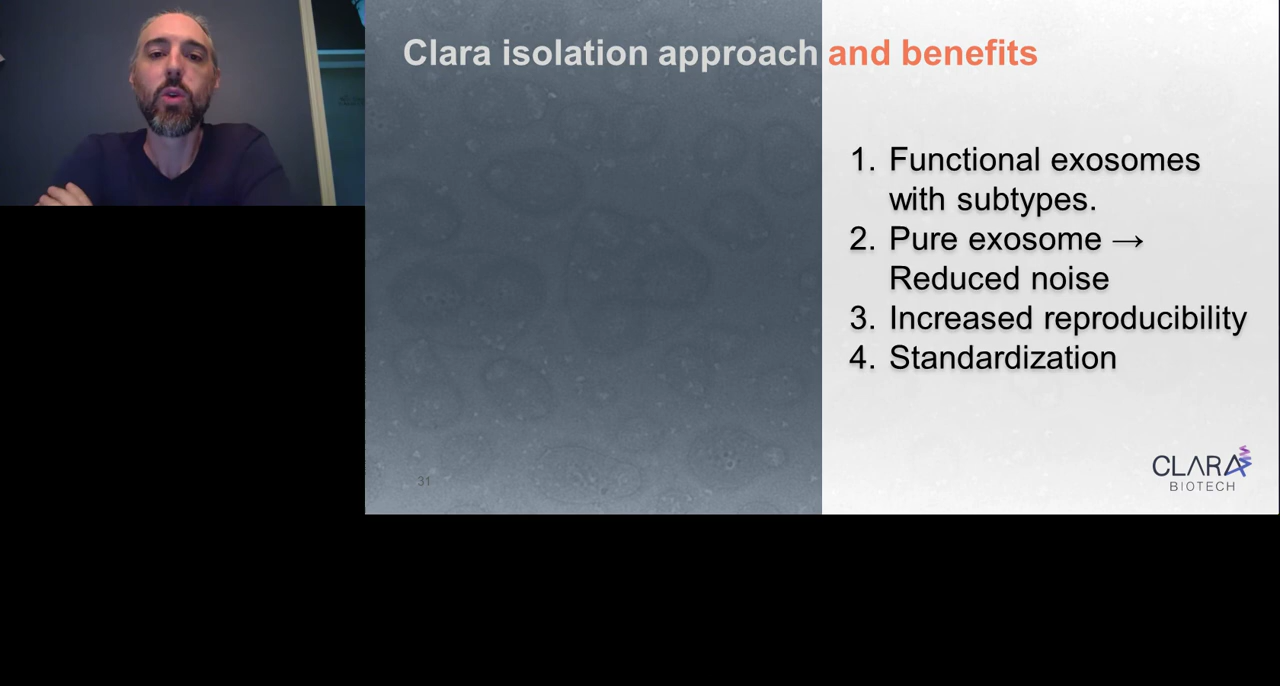 Clara isolation approach and benefits
1. Functional exosomes
with subtypes.
2. Pure exosome →
Reduced noise
3. Increased reproducibility
4. Standardization
31
CLARA
BIOTECH